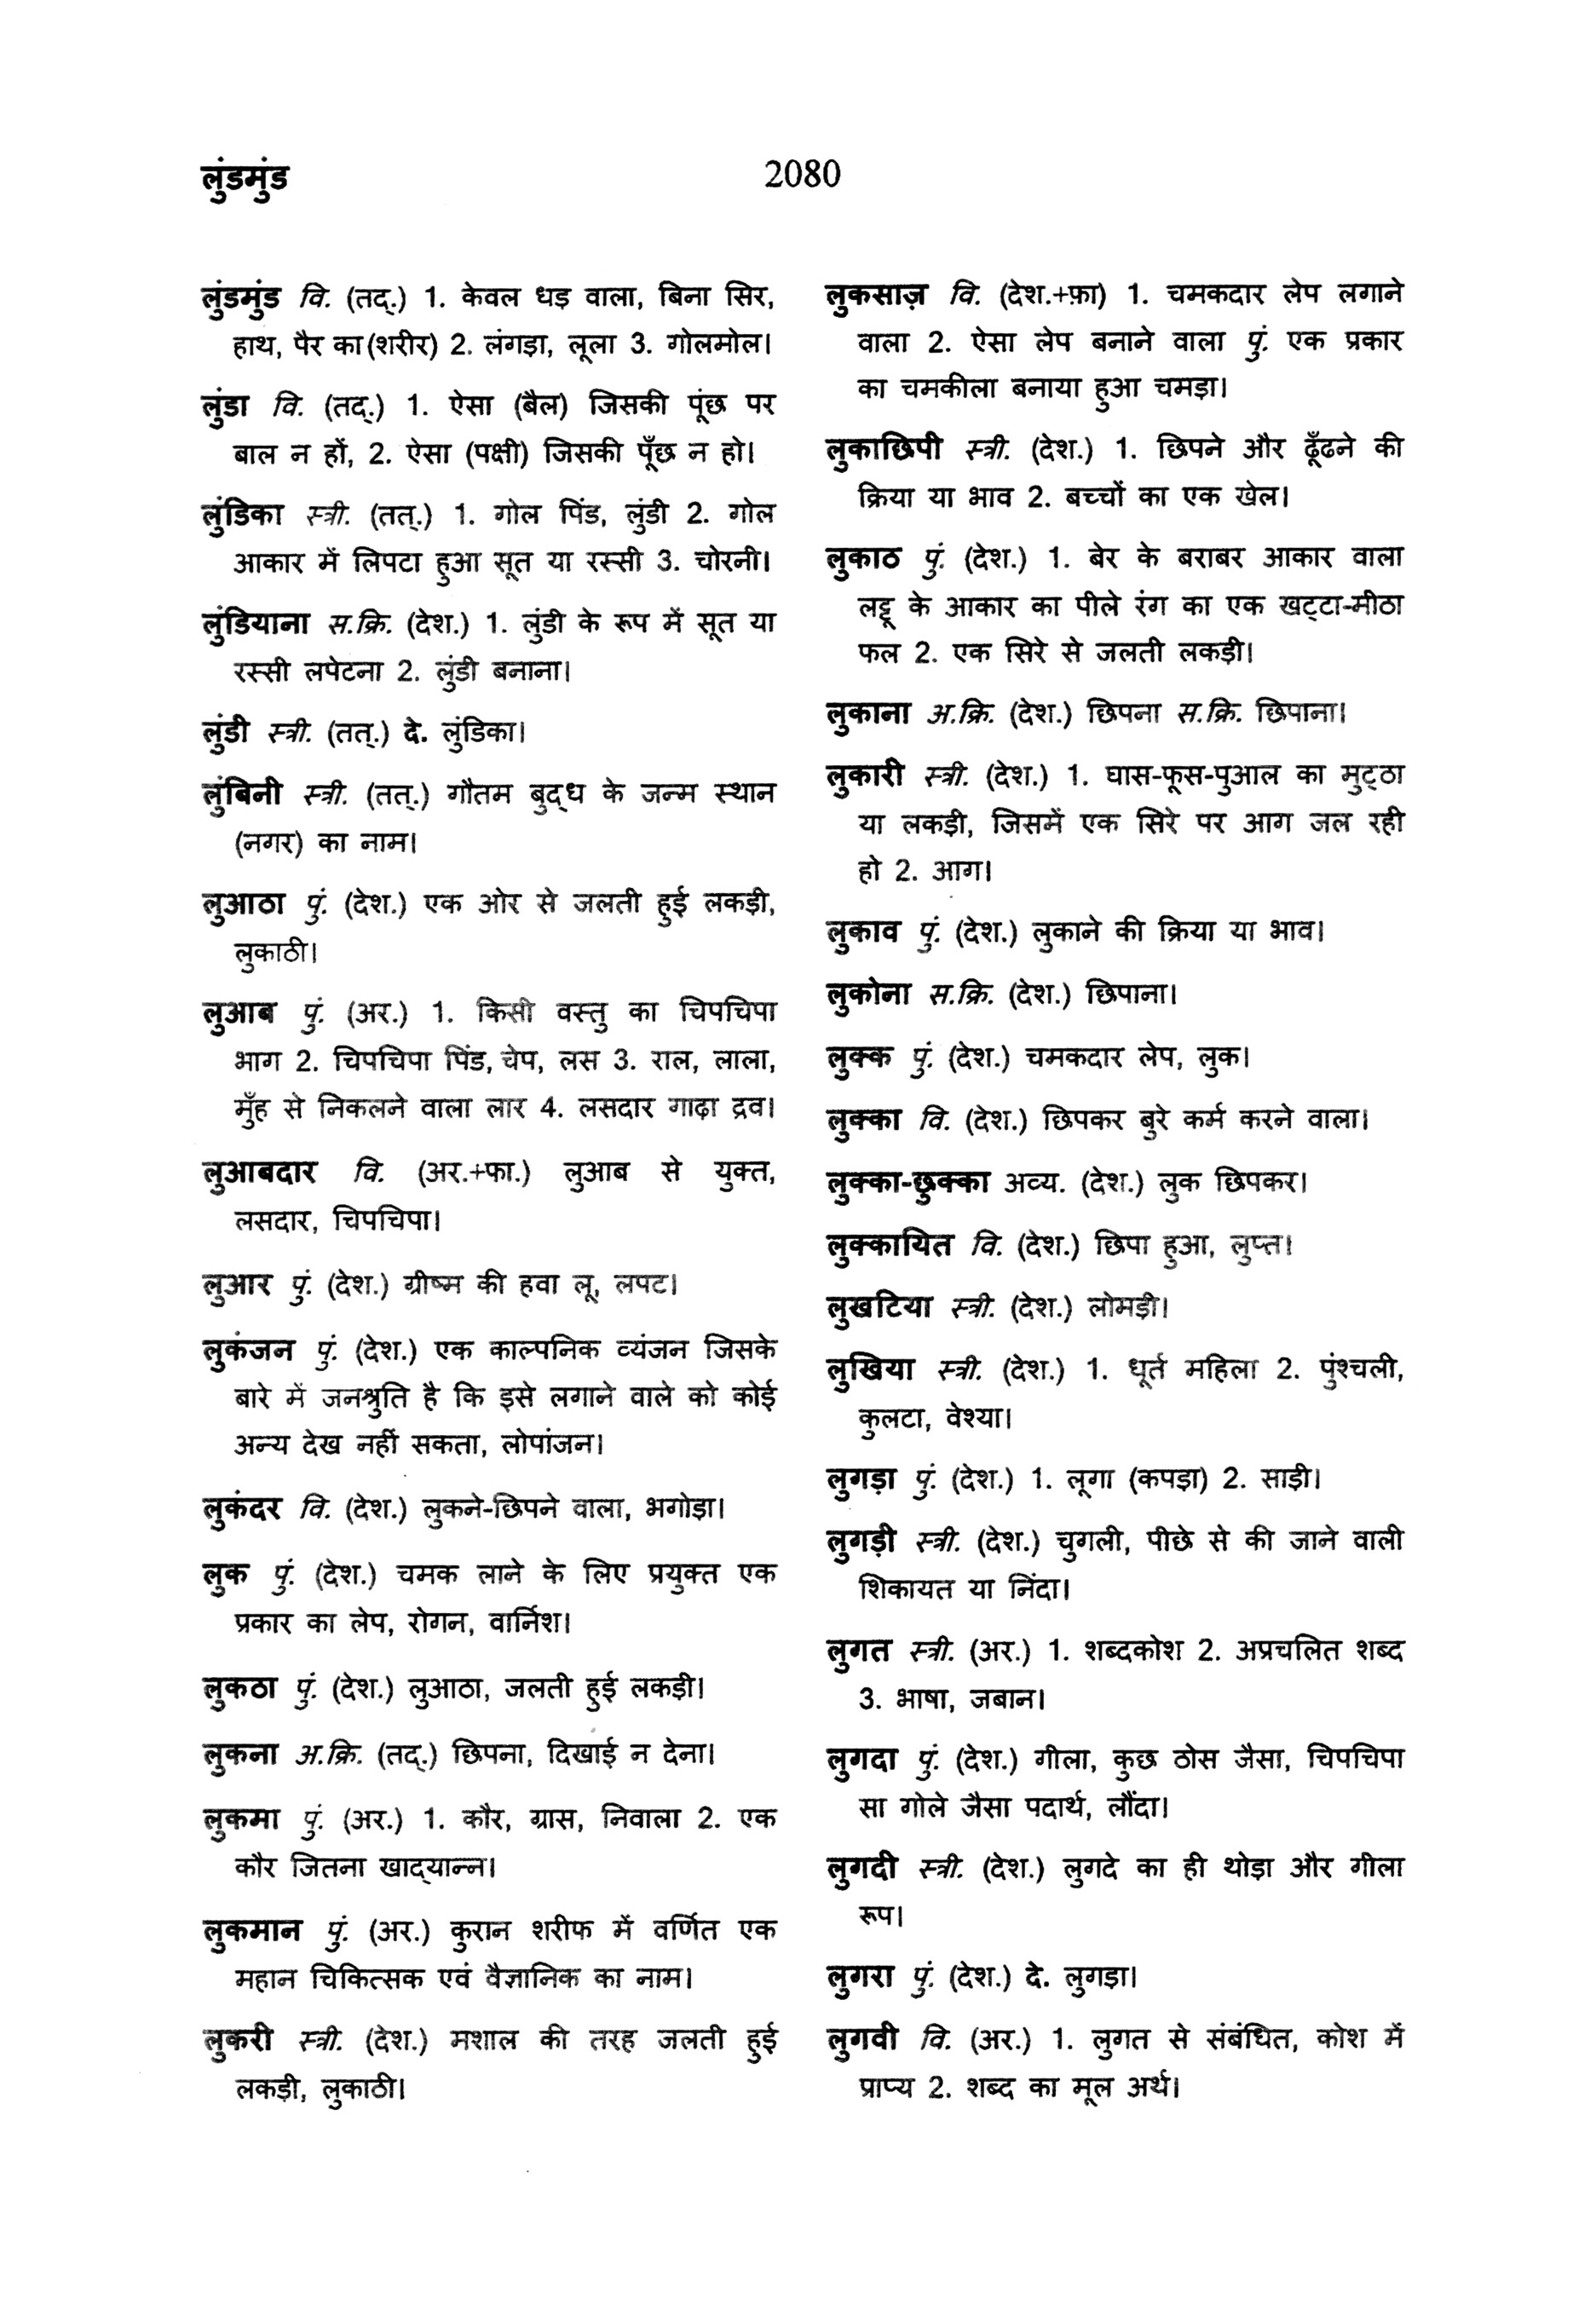 लुंडमुंड
2080
लुंडमुंड वि. (तद्.) 1. केवल धड़ वाला, बिना सिर,
हाथ, पैर का (शरीर) 2. लंगड़ा, लूला 3. गोलमोल।
लुंडा वि. (तद्.) 1. ऐसा (बैल) जिसकी पूंछ पर
बाल न हों, 2. ऐसा (पक्षी) जिसकी पूँछ न हो।
लुंडिका स्त्री. (तत्.) 1. गोल पिंड, लुंडी 2. गोल
आकार में लिपटा हुआ सूत या रस्सी 3. चोरनी।
लुंडियाना स.क्रि. (देश.) 1. लुंडी के रूप में सूत या
रस्सी लपेटना 2. लुंडी बनाना।
लुंडी स्त्री. (तत्.) दे. लुंडिका।
लुंबिनी स्त्री. (तत्.) गौतम बुद्ध के जन्म स्थान
(नगर) का नाम।
लुआठा पुं. (देश.) एक ओर से जलती हुई लकड़ी,
लुकाठी।
लुआब पुं. (अर.) 1. किसी वस्तु का चिपचिपा
भाग 2. चिपचिपा पिंड, चेप, लस 3. राल, लाला,
मुँह से निकलने वाला लार 4. लसदार गाढ़ा द्रव।
लुआबदार वि. (अर.+फा.) लुआब से युक्त,
लसदार, चिपचिपा।
लुआर पुं. (देश.) ग्रीष्म की हवा लू, लपट।
लुकंजन पुं. (देश.) एक काल्पनिक व्यंजन जिसके
बारे में जनश्रुति है कि इसे लगाने वाले को कोई
अन्य देख नहीं सकता, लोपांजन।
लुकंदर वि. (देश.) लुकने-छिपने वाला, भगोड़ा।
लुक पुं. (देश.) चमक लाने के लिए प्रयुक्त एक
प्रकार का लेप, रोगन, वार्निश।
लुकठा पुं. (देश.) लुआठा, जलती हुई लकड़ी।
लुकना अ.क्रि. (तद्.) छिपना, दिखाई न देना।
लुकमा पुं. (अर.) 1. कौर, ग्रास, निवाला 2. एक
कौर जितना खाद्यान्न।
लुकमान पुं. (अर.) कुरान शरीफ में वर्णित एक
महान चिकित्सक एवं वैज्ञानिक का नाम।
लुकरी स्त्री. (देश.) मशाल की तरह जलती हुई
लकड़ी, लुकाठी।
लुकसाज़ वि. (देश.+फ़ा) 1. चमकदार लेप लगाने
वाला 2. ऐसा लेप बनाने वाला पुं. एक प्रकार
का चमकीला बनाया हुआ चमड़ा।
लुकाछिपी स्त्री. (देश.) 1. छिपने और ढूँढने की
क्रिया या भाव 2. बच्चों का एक खेल।
लुकाठ पुं. (देश.) 1. बेर के बराबर आकार वाला
लट्टू के आकार का पीले रंग का एक खट्टा-मीठा
फल 2. एक सिरे से जलती लकड़ी।
लुकाना अ.क्रि. (देश.) छिपना स.क्रि. छिपाना।
लुकारी स्त्री. (देश.) 1. घास-फूस-पुआल का मुट्ठा
या लकड़ी, जिसमें एक सिरे पर आग जल रही
हो 2. आग।
लुकाव पुं. (देश.) लुकाने की क्रिया या भाव।
लुकोना स.क्रि. (देश.) छिपाना।
लुक्क पुं. (देश.) चमकदार लेप, लुक।
लुक्का वि. (देश.) छिपकर बुरे कर्म करने वाला।
लुक्का-छुक्का अव्य. (देश.) लुक छिपकर।
लुक्कायित वि. (देश.) छिपा हुआ, लुप्त।
लुखटिया स्त्री. (देश.) लोमड़ी।
लुखिया स्त्री. (देश.) 1. धूर्त महिला 2. पुंश्चली,
कुलटा, वेश्या।
लुगड़ा पुं. (देश.) 1. लूगा (कपड़ा) 2. साड़ी।
लुगड़ी स्त्री. (देश.) चुगली, पीछे से की जाने वाली
शिकायत या निंदा।
लुगत स्त्री. (अर.) 1. शब्दकोश 2. अप्रचलित शब्द
3. भाषा, जबान।
लुगदा पुं. (देश.) गीला, कुछ ठोस जैसा, चिपचिपा
सा गोले जैसा पदार्थ, लौंदा।
लुगदी स्त्री. (देश.) लुगदे का ही थोड़ा और गीला
रूप।
लुगरा पुं. (देश.) दे. लुगड़ा।
लुगवी वि. (अर.) 1. लुगत से संबंधित, कोश में
प्राप्य 2. शब्द का मूल अर्थ।